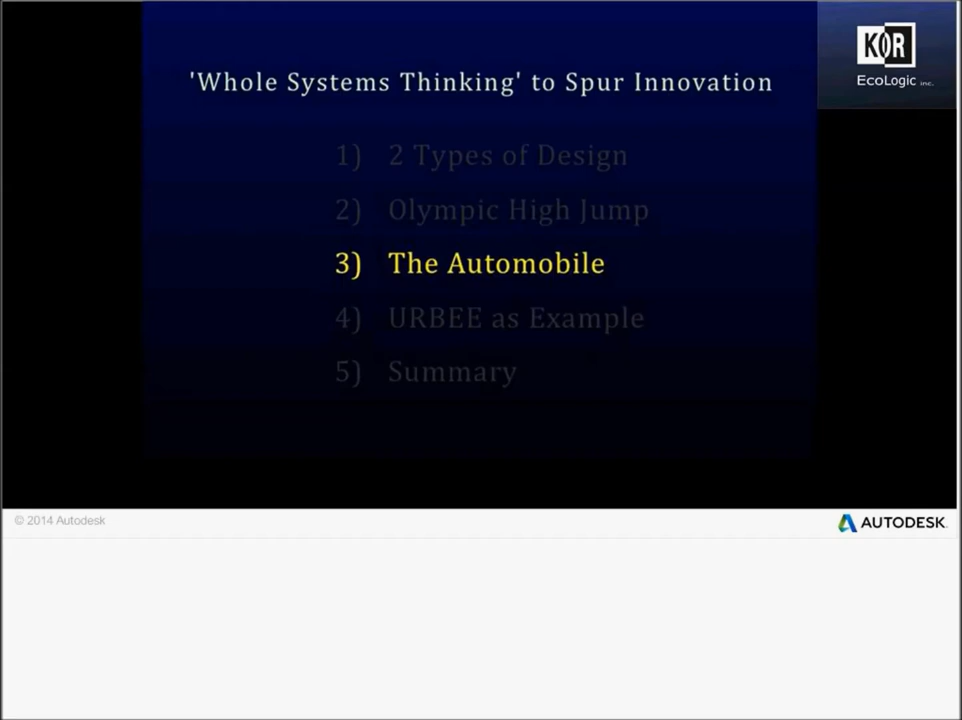 'Whole Systems Thinking' to Spur Innovation
KOR
EcoLogic inc.
1) 2 Types of Design
2) Olympic High Jump
3) The Automobile
4) URBEE as Example
5) Summary
© 2014 Autodesk
AUTODESK.